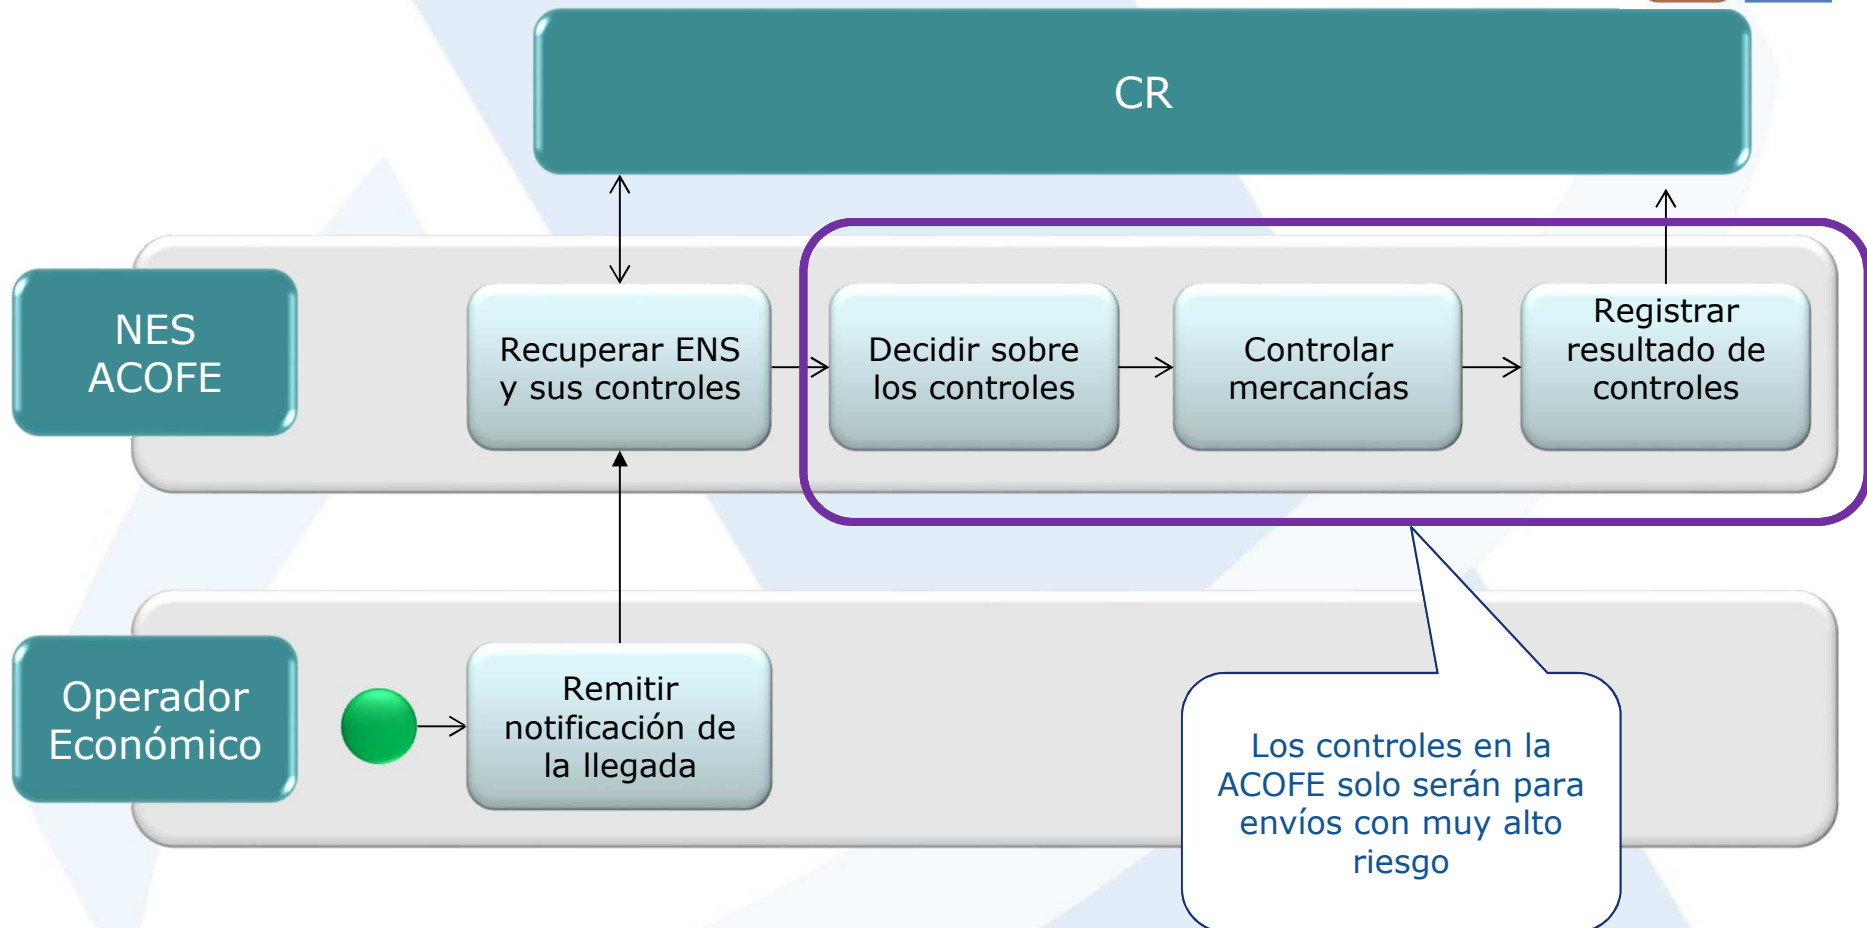 CR
NES
ACOFE
Recuperar ENS
y sus controles
Decidir sobre
los controles
Controlar
mercancías
Registrar
resultado de
controles
Operador
Económico
Remitir
notificación de
la llegada
Los controles en la
ACOFE solo serán para
envíos con muy alto
riesgo